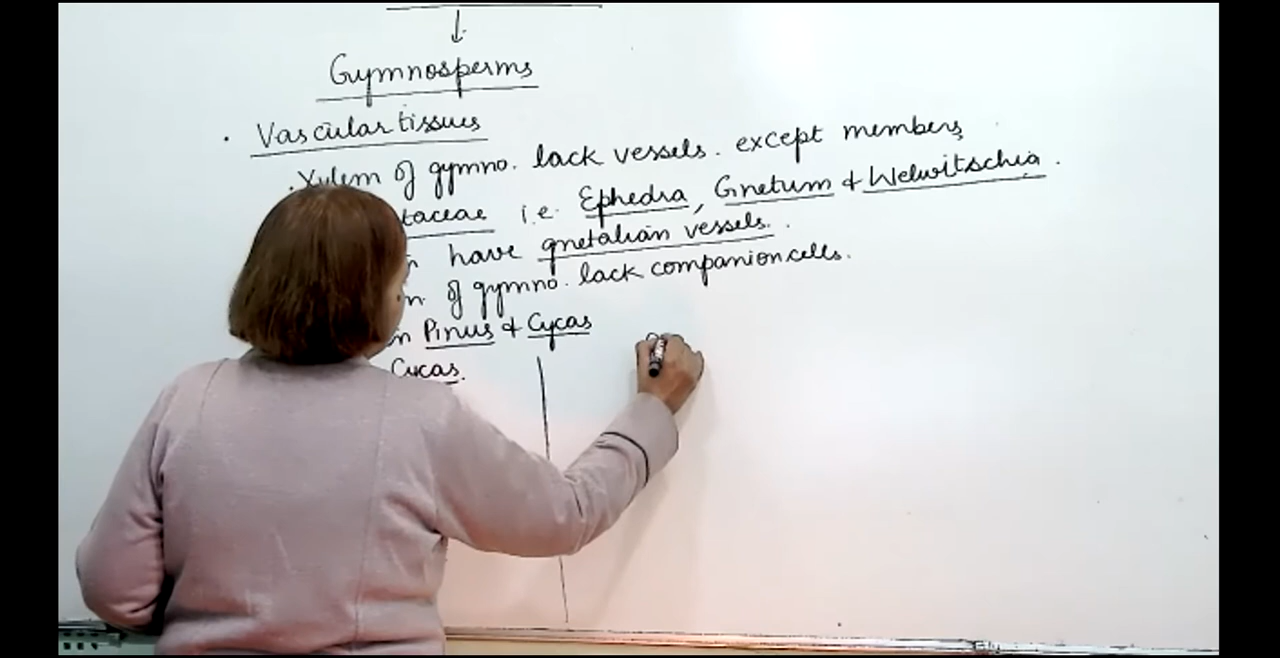 Gymnosperms
. Vascular tissues
. Xylem of gymno. lack vessels. except members
i.e. Ephedra, Gnetum & Welwitschia.
have gnetalian vessels.
of gymno. lack companion cells.
Pinus & Cycas
Cycas.